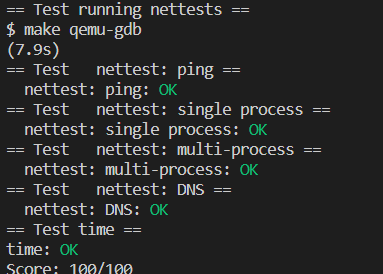 == Test running nettests ==
$ make qemu-gdb
(7.9s)
== Test   nettest: ping ==
  nettest: ping: OK
== Test   nettest: single process ==
  nettest: single process: OK
== Test   nettest: multi-process ==
  nettest: multi-process: OK
== Test   nettest: DNS ==
  nettest: DNS: OK
== Test time ==
time: OK
Score: 100/100